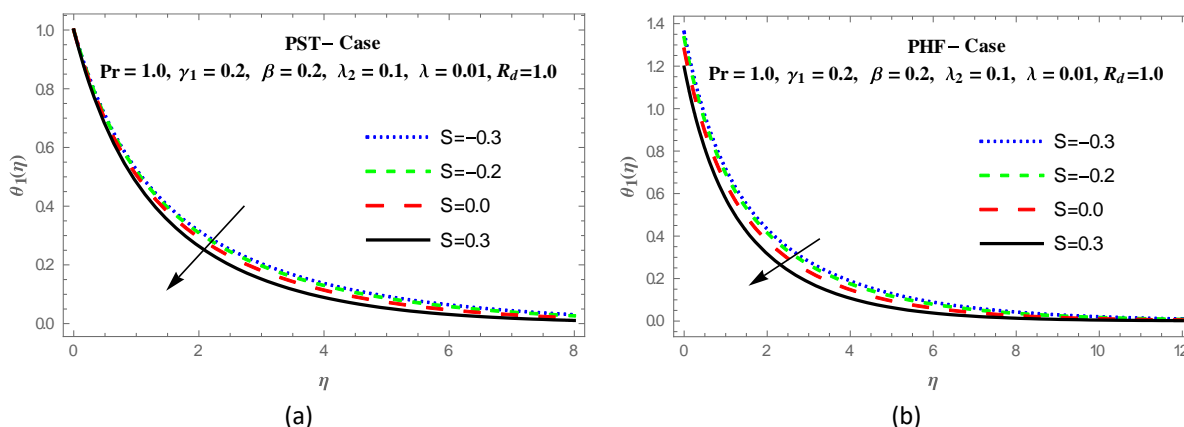 PST-Case
Pr = 1.0, γ₁ = 0.2, β = 0.2, λ₂ = 0.1, λ = 0.01, R_d=1.0
S=−0.3
S=−0.2
S=0.0
S=0.3
θ₁(η)
1.0
0.8
0.6
0.4
0.2
0.0
0 2 4 6 8
η
(a)
PHF-Case
Pr = 1.0, γ₁ = 0.2, β = 0.2, λ₂ = 0.1, λ = 0.01, R_d=1.0
S=−0.3
S=−0.2
S=0.0
S=0.3
θ₁(η)
1.4
1.2
1.0
0.8
0.6
0.4
0.2
0.0
0 2 4 6 8 10 12
η
(b)